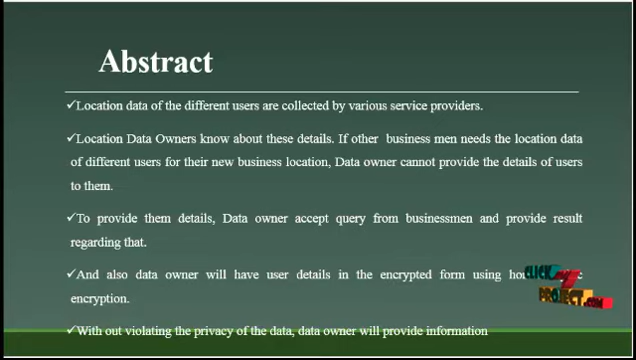 Abstract
✓Location data of the different users are collected by various service providers.
✓Location Data Owners know about these details. If other business men needs the location data
of different users for their new business location, Data owner cannot provide the details of users
to them.
✓To provide them details, Data owner accept query from businessmen and provide result
regarding that.
✓And also data owner will have user details in the encrypted form using
encryption.
✓With out violating the privacy of the data, data owner will provide information
CLICK MY
PROJECT.COM